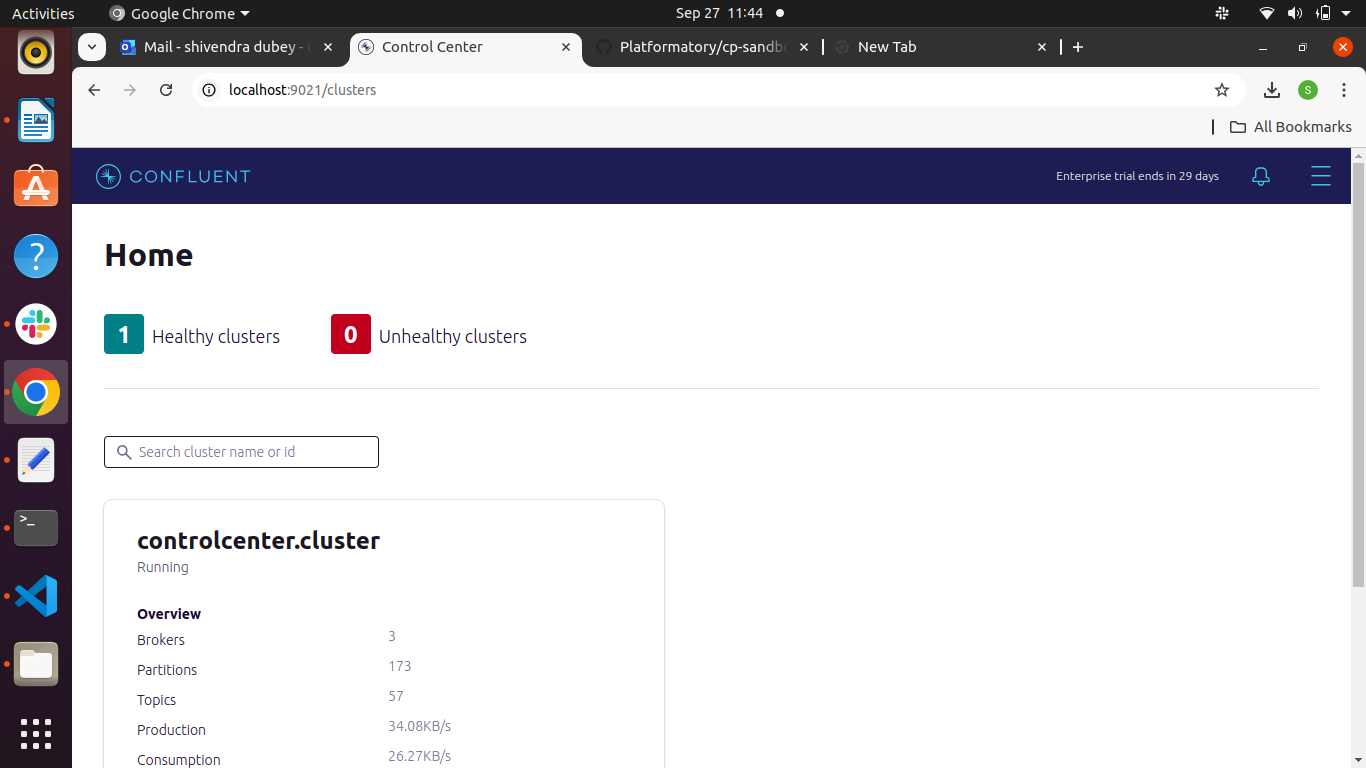 Activities Google Chrome Sep 27 11:44
Mail - shivendra dubey - Control Center Platformatory/cp-sandb New Tab
localhost:9021/clusters S
All Bookmarks
CONFLUENT Enterprise trial ends in 29 days
Home
1 Healthy clusters 0 Unhealthy clusters
Search cluster name or id
controlcenter.cluster
Running
Overview
Brokers 3
Partitions 173
Topics 57
Production 34.08KB/s
Consumption 26.27KB/s